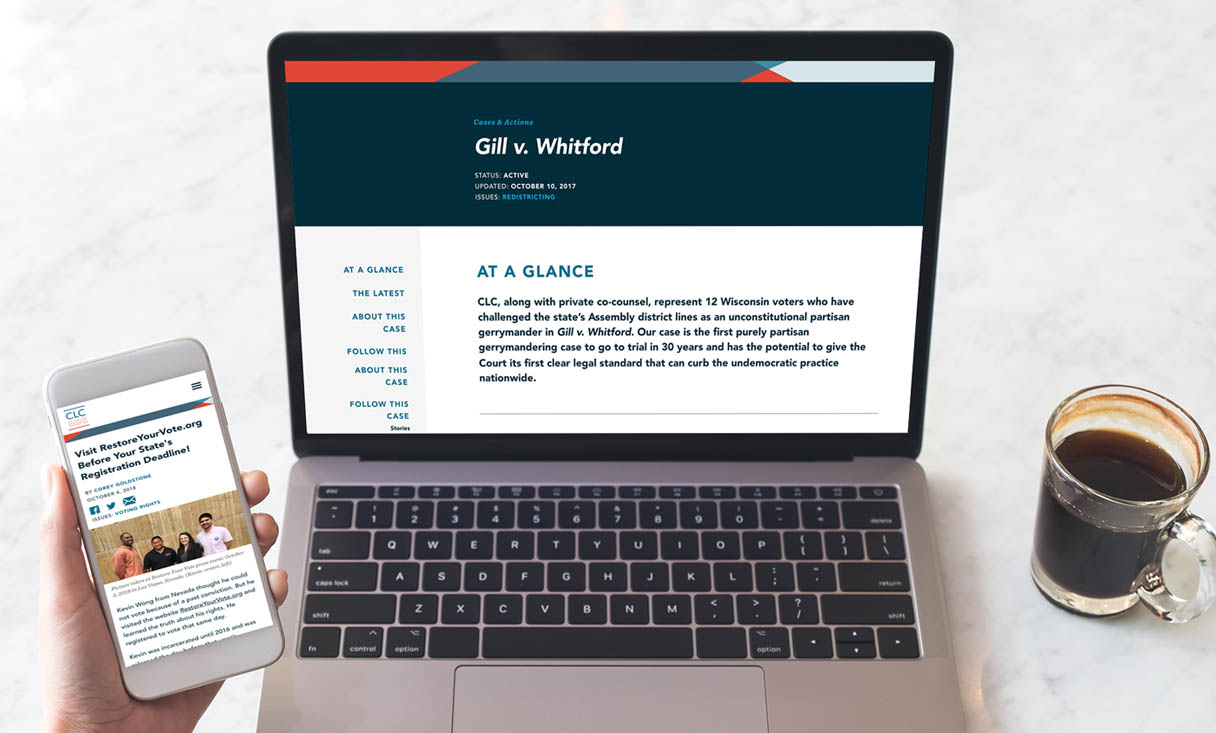 Cases & Actions
Gill v. Whitford
STATUS: ACTIVE
UPDATED: OCTOBER 10, 2017
ISSUES: REDISTRICTING
AT A GLANCE
THE LATEST
ABOUT THIS
CASE
FOLLOW THIS
ABOUT THIS
CASE
FOLLOW THIS
CASE
Stories
AT A GLANCE
CLC, along with private co-counsel, represent 12 Wisconsin voters who have
challenged the state's Assembly district lines as an unconstitutional partisan
gerrymander in Gill v. Whitford. Our case is the first purely partisan
gerrymandering case to go to trial in 30 years and has the potential to give the
Court its first clear legal standard that can curb the undemocratic practice
nationwide.
CLC
Visit RestoreYourVote.org
Before Your State's
Registration Deadline!
BY COREY GOLDSTONE
OCTOBER 4, 2018
ISSUES: VOTING RIGHTS
Picture taken at Restore Your Vote press event, October
2, 2018 in Las Vegas, Nevada. (Kevin: center, left)
Kevin Wong from Nevada thought he could
not vote because of a past conviction. But he
visited the website RestoreYourVote.org and
learned the truth about his rights. He
registered to vote that same day.
Kevin was incarcerated until 2016 and was
esc
~ ! @ # $ % ^ & * ( ) - +
1 2 3 4 5 6 7 8 9 0 delete
tab Q W E R T Y U I O P { } |
[ ] \
caps lock A S D F G H J K L : " return
; '
shift Z X C V B N M < > ? shift
, . /
fn control option option